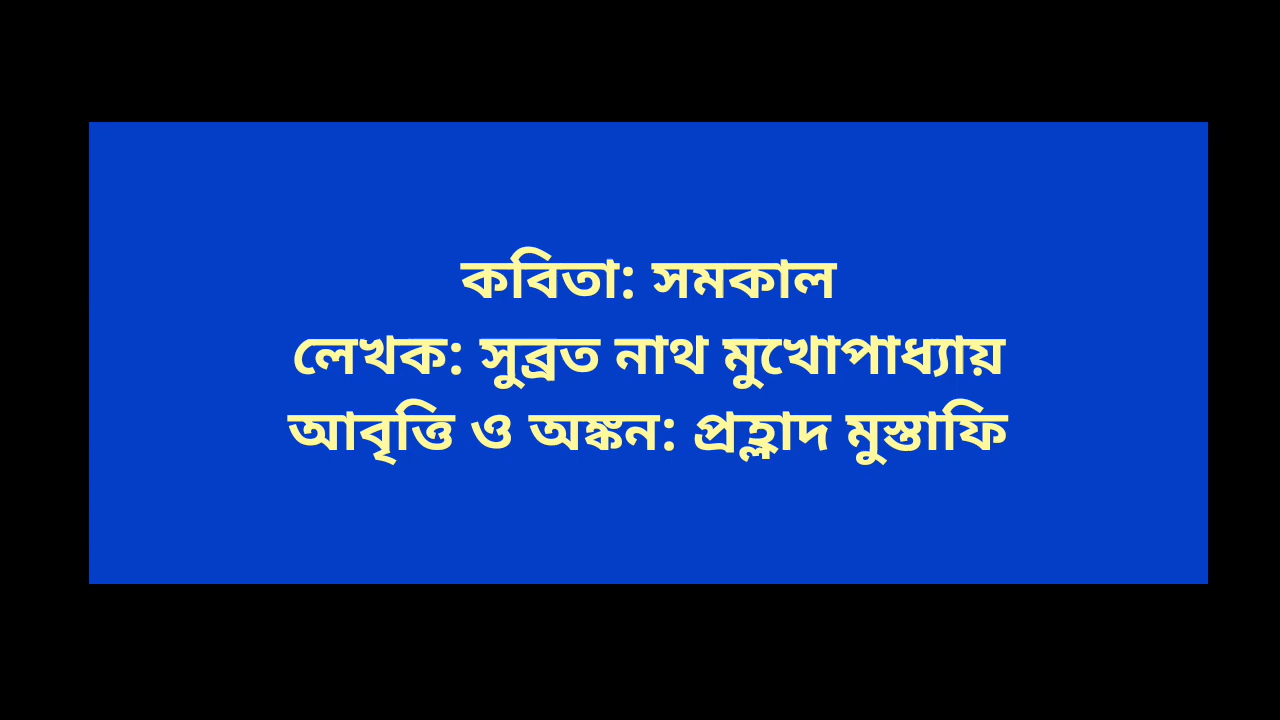 কবিতা: সমকাল
লেখক: সুব্রত নাথ মুখোপাধ্যায়
আবৃত্তি ও অঙ্কন: প্রহ্লাদ মুস্তাফি